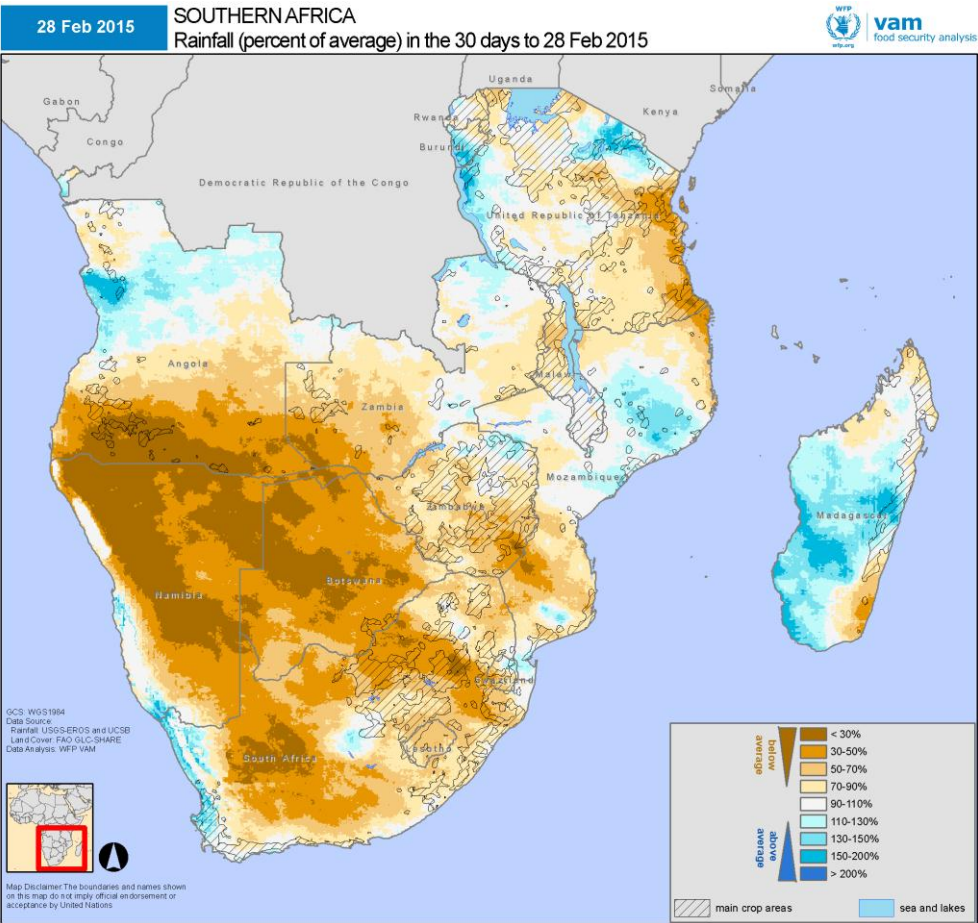 28 Feb 2015
SOUTHERN AFRICA
Rainfall (percent of average) in the 30 days to 28 Feb 2015
WFP
wfp.org
vam
food security analysis
Uganda
Somalia
Gabon
Kenya
Rwanda
Congo
Burundi
Democratic Republic of the Congo
United Republic of Tanzania
Angola
Malawi
Zambia
Mozambique
Zimbabwe
Madagascar
Botswana
Namibia
Swaziland
Lesotho
South Africa
GCS: WGS1984
Data Source:
Rainfall: USGS-EROS and UCSB
Land Cover: FAO GLC-SHARE
Data Analysis: WFP VAM
Map Disclaimer:The boundaries and names shown
on this map do not imply official endorsement or
acceptance by United Nations
below
average
above
average
< 30%
30-50%
50-70%
70-90%
90-110%
110-130%
130-150%
150-200%
> 200%
main crop areas
sea and lakes